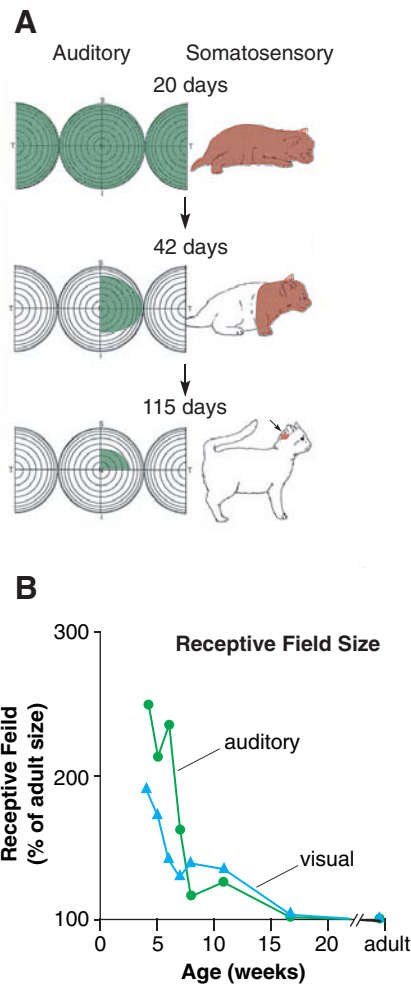 A
Auditory Somatosensory
20 days
S
T T
I
42 days
S
T T
I
115 days
S
T T
I
B
Receptive Field Size
Receptive Feild
(% of adult size)
300
200
100
auditory
visual
0 5 10 15 20 adult
Age (weeks)